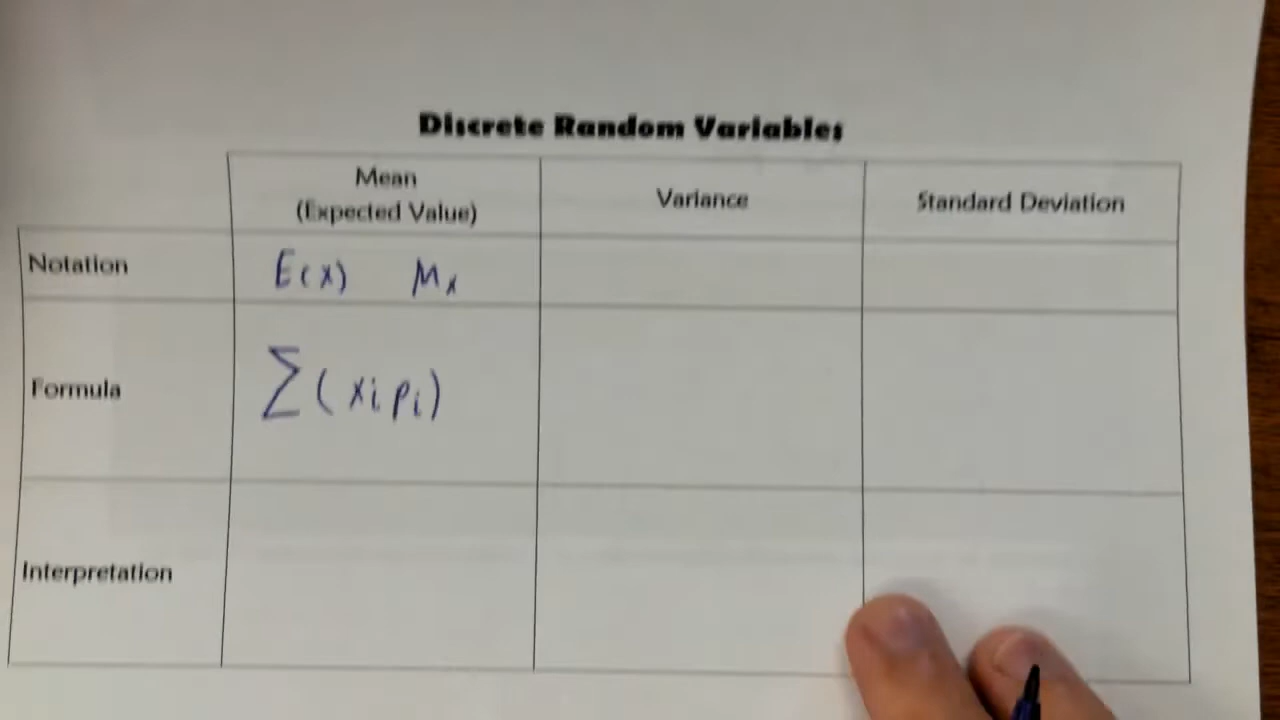 Discrete Random Variables
Mean
(Expected Value)
Variance
Standard Deviation
Notation
E(x) μx
Formula
Σ(xipi)
Interpretation